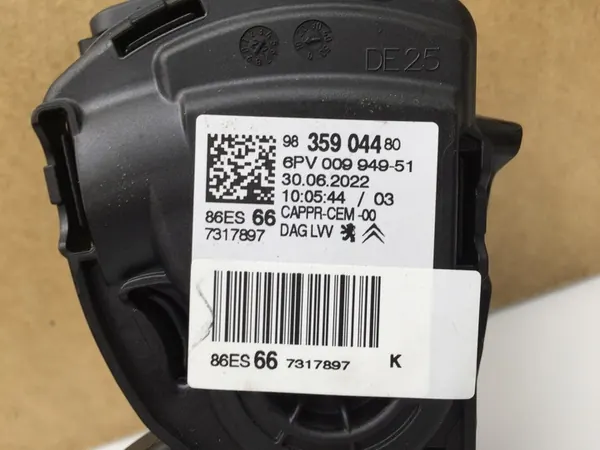 DE25
98 359 044 80
6PV 009 949-51
30.06.2022
10:05:44 / 03
86ES 66 CAPPR-CEM -00
7317897 DAG LVV
86ES 66 7317897 K